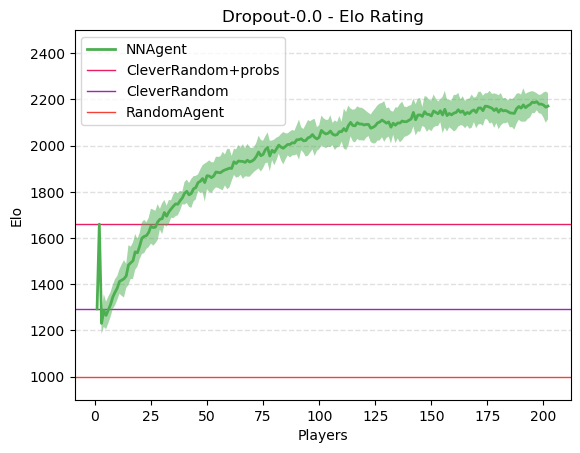 Dropout-0.0 - Elo Rating
NNAgent
CleverRandom+probs
CleverRandom
RandomAgent
2400
2200
2000
1800
1600
1400
1200
1000
Elo
0 25 50 75 100 125 150 175 200
Players